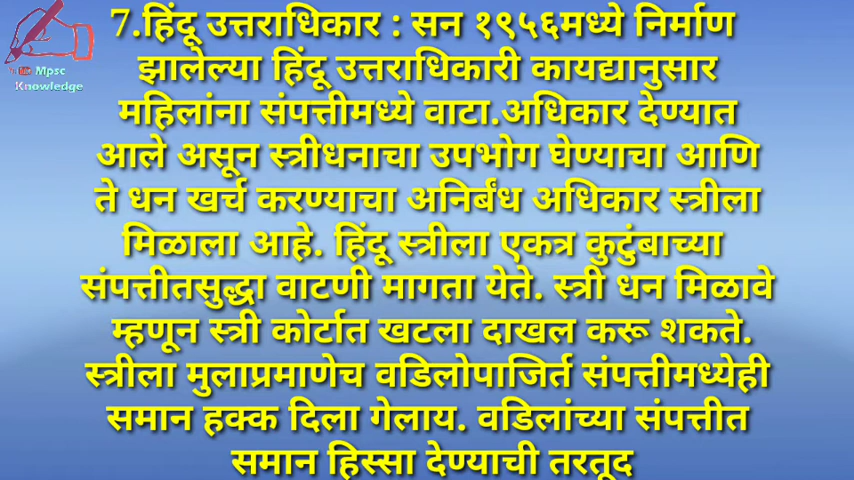 Mpsc
Knowledge
7.हिंदू उत्तराधिकार : सन १९५६मध्ये निर्माण
झालेल्या हिंदू उत्तराधिकारी कायद्यानुसार
महिलांना संपत्तीमध्ये वाटा.अधिकार देण्यात
आले असून स्त्रीधनाचा उपभोग घेण्याचा आणि
ते धन खर्च करण्याचा अनिर्बंध अधिकार स्त्रीला
मिळाला आहे. हिंदू स्त्रीला एकत्र कुटुंबाच्या
संपत्तीतसुद्धा वाटणी मागता येते. स्त्री धन मिळावे
म्हणून स्त्री कोर्टात खटला दाखल करू शकते.
स्त्रीला मुलाप्रमाणेच वडिलोपाजिर्त संपत्तीमध्येही
समान हक्क दिला गेलाय. वडिलांच्या संपत्तीत
समान हिस्सा देण्याची तरतूद